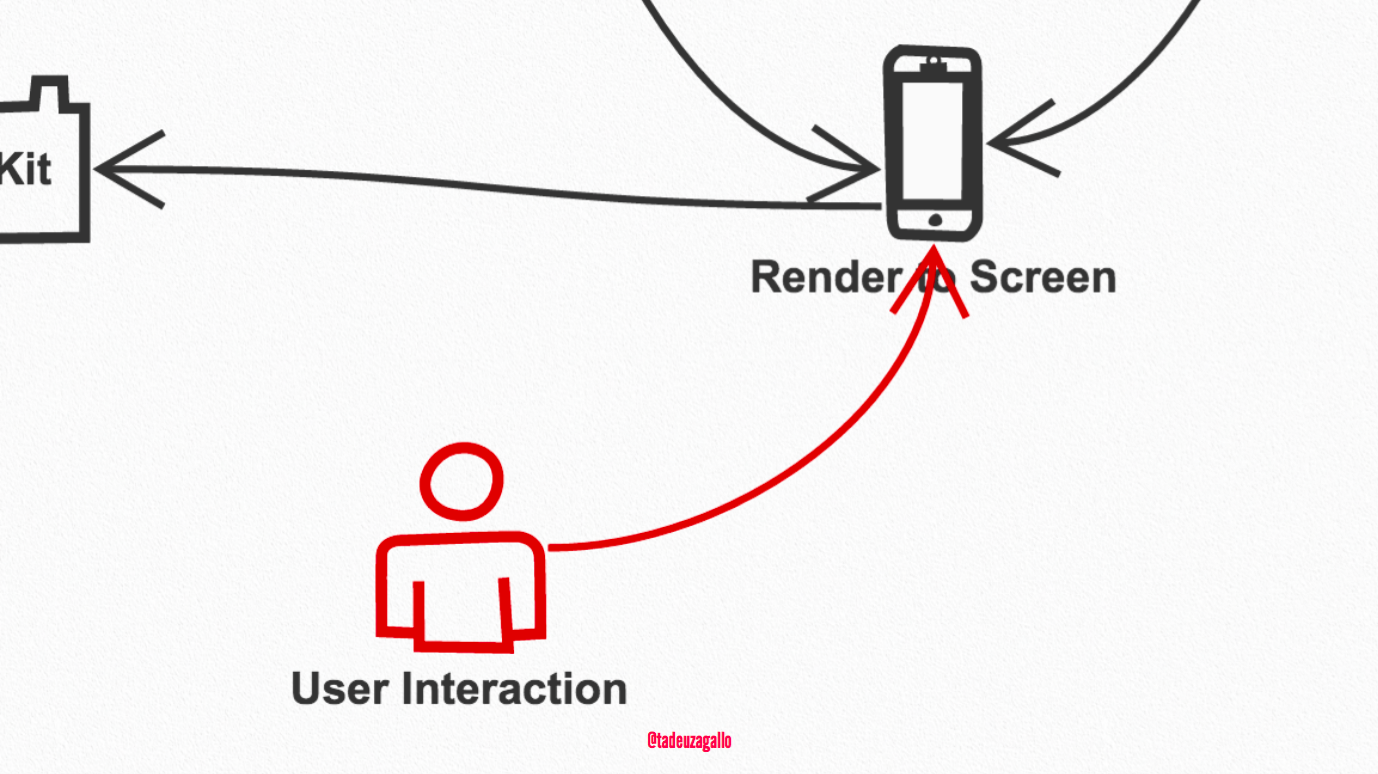 Kit
Render to Screen
User Interaction
@tadeuzagallo